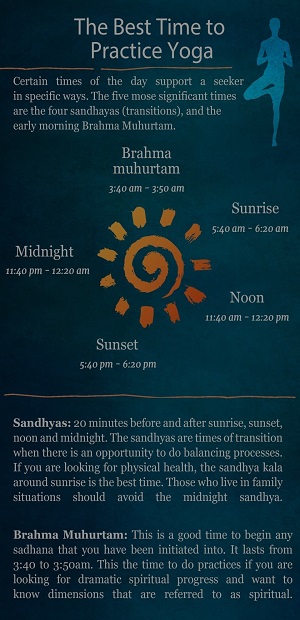 The Best Time to
Practice Yoga
Certain times of the day support a seeker
in specific ways. The five mose significant times
are the four sandhayas (transitions), and the
early morning Brahma Muhurtam.
Brahma
muhurtam
3:40 am - 3:50 am
Sunrise
5:40 am - 6:20 am
Midnight
11:40 pm - 12:20 am
Noon
11:40 am - 12:20 pm
Sunset
5:40 pm - 6:20 pm
Sandhyas: 20 minutes before and after sunrise, sunset,
noon and midnight. The sandhyas are times of transition
when there is an opportunity to do balancing processes.
If you are looking for physical health, the sandhya kala
around sunrise is the best time. Those who live in family
situations should avoid the midnight sandhya.
Brahma Muhurtam: This is a good time to begin any
sadhana that you have been initiated into. It lasts from
3:40 to 3:50am. This the time to do practices if you are
looking for dramatic spiritual progress and want to
know dimensions that are referred to as spiritual.